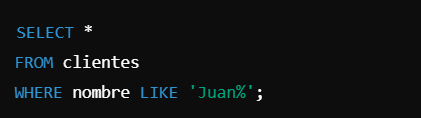 SELECT *
FROM clientes
WHERE nombre LIKE 'Juan%';